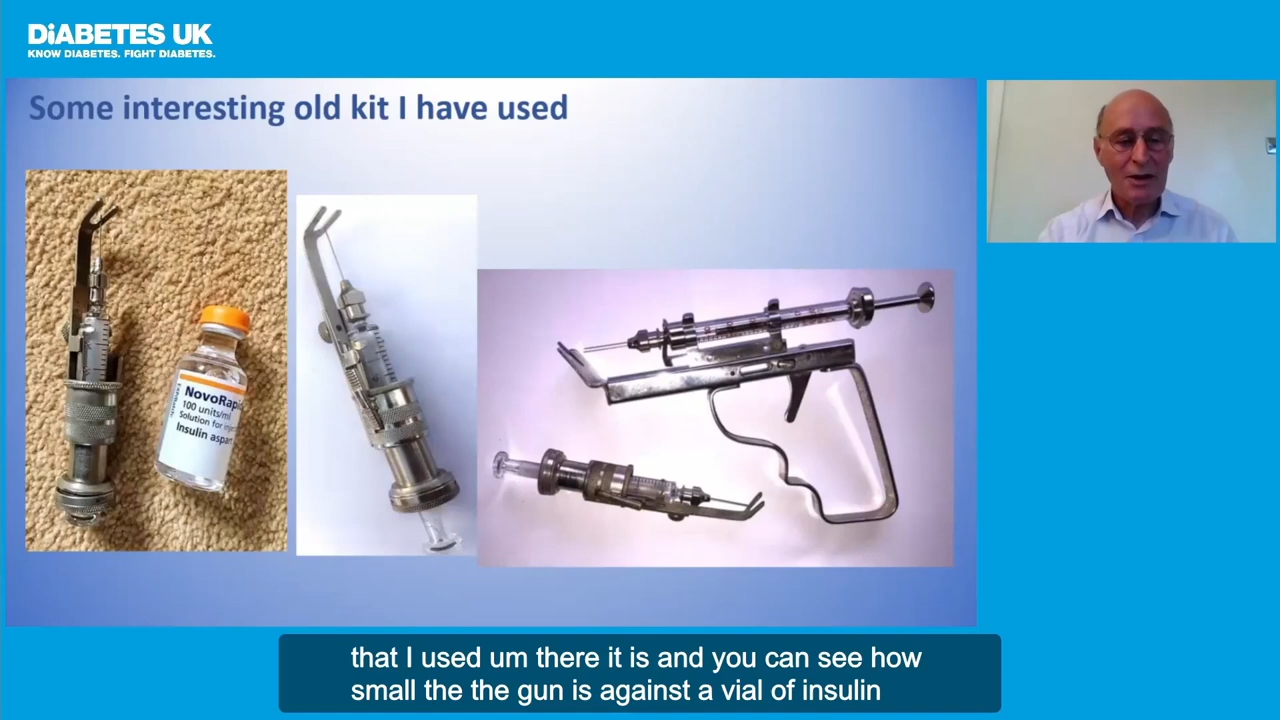 DiABETES UK
KNOW DIABETES. FIGHT DIABETES.
Some interesting old kit I have used
NovoRapid
100 units/ml
Solution for
Insulin aspart
that I used um there it is and you can see how
small the the gun is against a vial of insulin